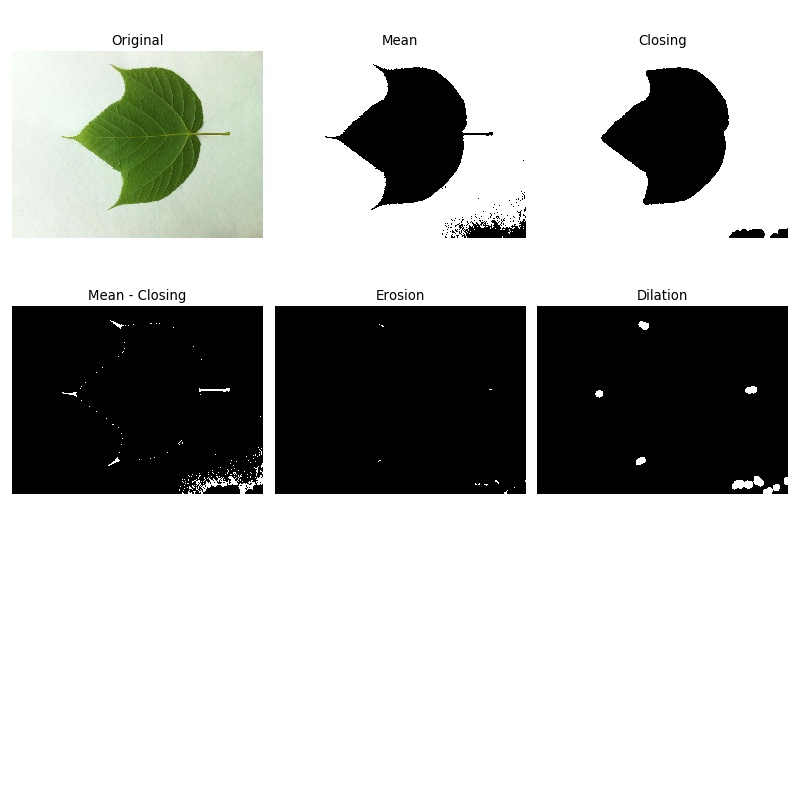 Original
Mean
Closing
Mean - Closing
Erosion
Dilation